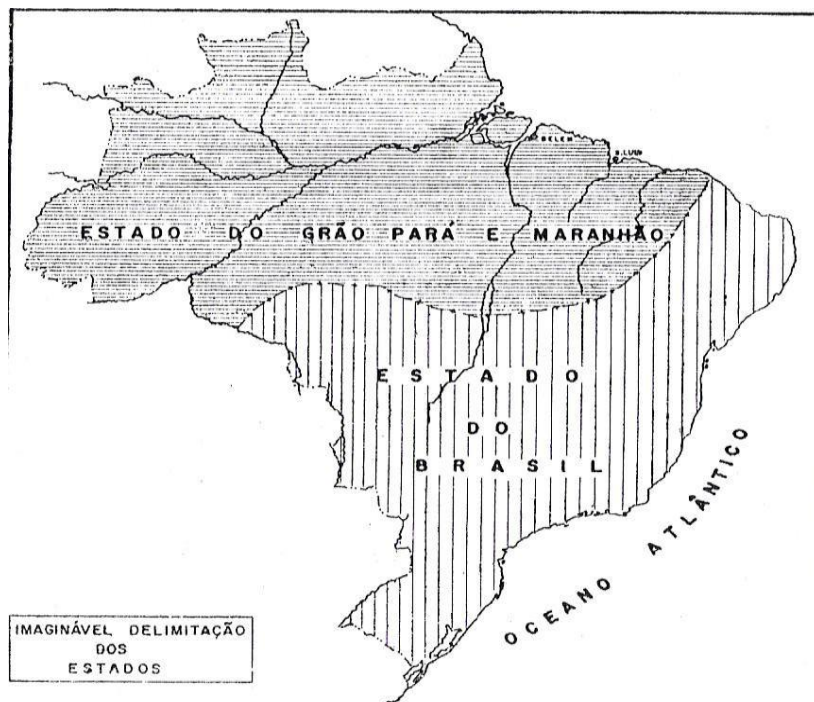 BELÉM
S. LUIS
ESTADO DO GRÃO PARÁ E MARANHÃO
ESTADO
DO
BRASIL
OCEANO ATLÂNTICO
IMAGINÁVEL DELIMITAÇÃO
DOS
ESTADOS